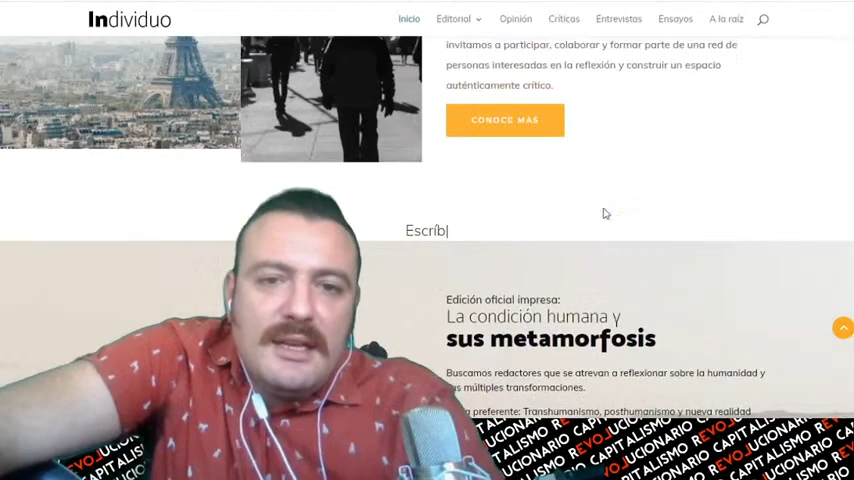 Individuo
Inicio Editorial Opinión Críticas Entrevistas Ensayos A la raíz
invitamos a participar, colaborar y formar parte de una red de
personas interesadas en la reflexión y construir un espacio
auténticamente crítico.
CONOCE MÁS
Escríb
Edición oficial impresa:
La condición humana y
sus metamorfosis
Buscamos redactores que se atrevan a reflexionar sobre la humanidad y
sus múltiples transformaciones.
preferente: Transhumanismo, posthumanismo y nueva realidad
CAPITALISMO REVOLUCIONARIO